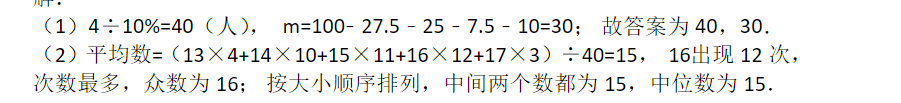 解:
（1）4÷10%=40（人）， m=100﹣27.5﹣25﹣7.5﹣10=30； 故答案为 40，30．
（2）平均数=（13×4+14×10+15×11+16×12+17×3）÷40=15， 16出现 12 次，
次数最多，众数为 16； 按大小顺序排列，中间两个数都为 15，中位数为 15．